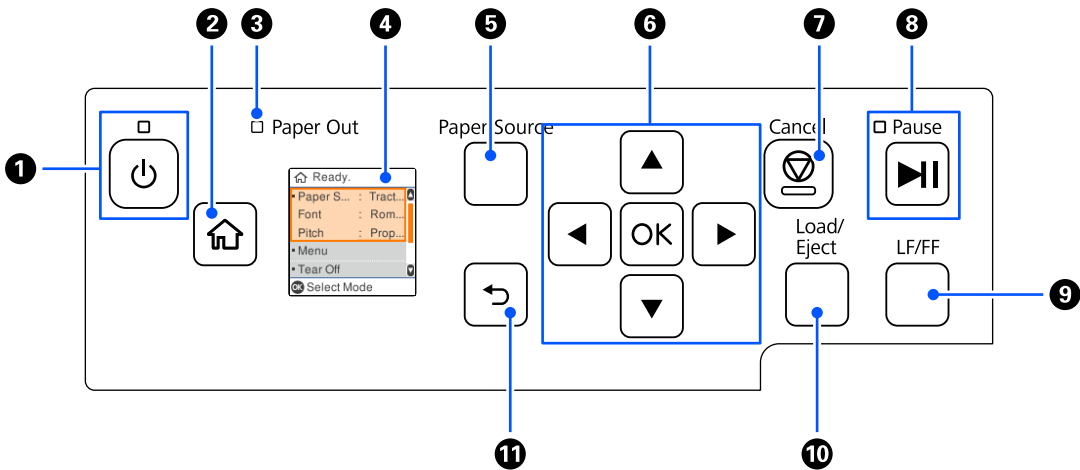 2 3 4 5 6 7 8
Paper Out
Paper Source
Cancel
Pause
1
Ready.
Paper S... : Tract...
Font : Rom...
Pitch : Prop...
Menu
Tear Off
OK Select Mode
OK
Load/
Eject
LF/FF
9
11
10